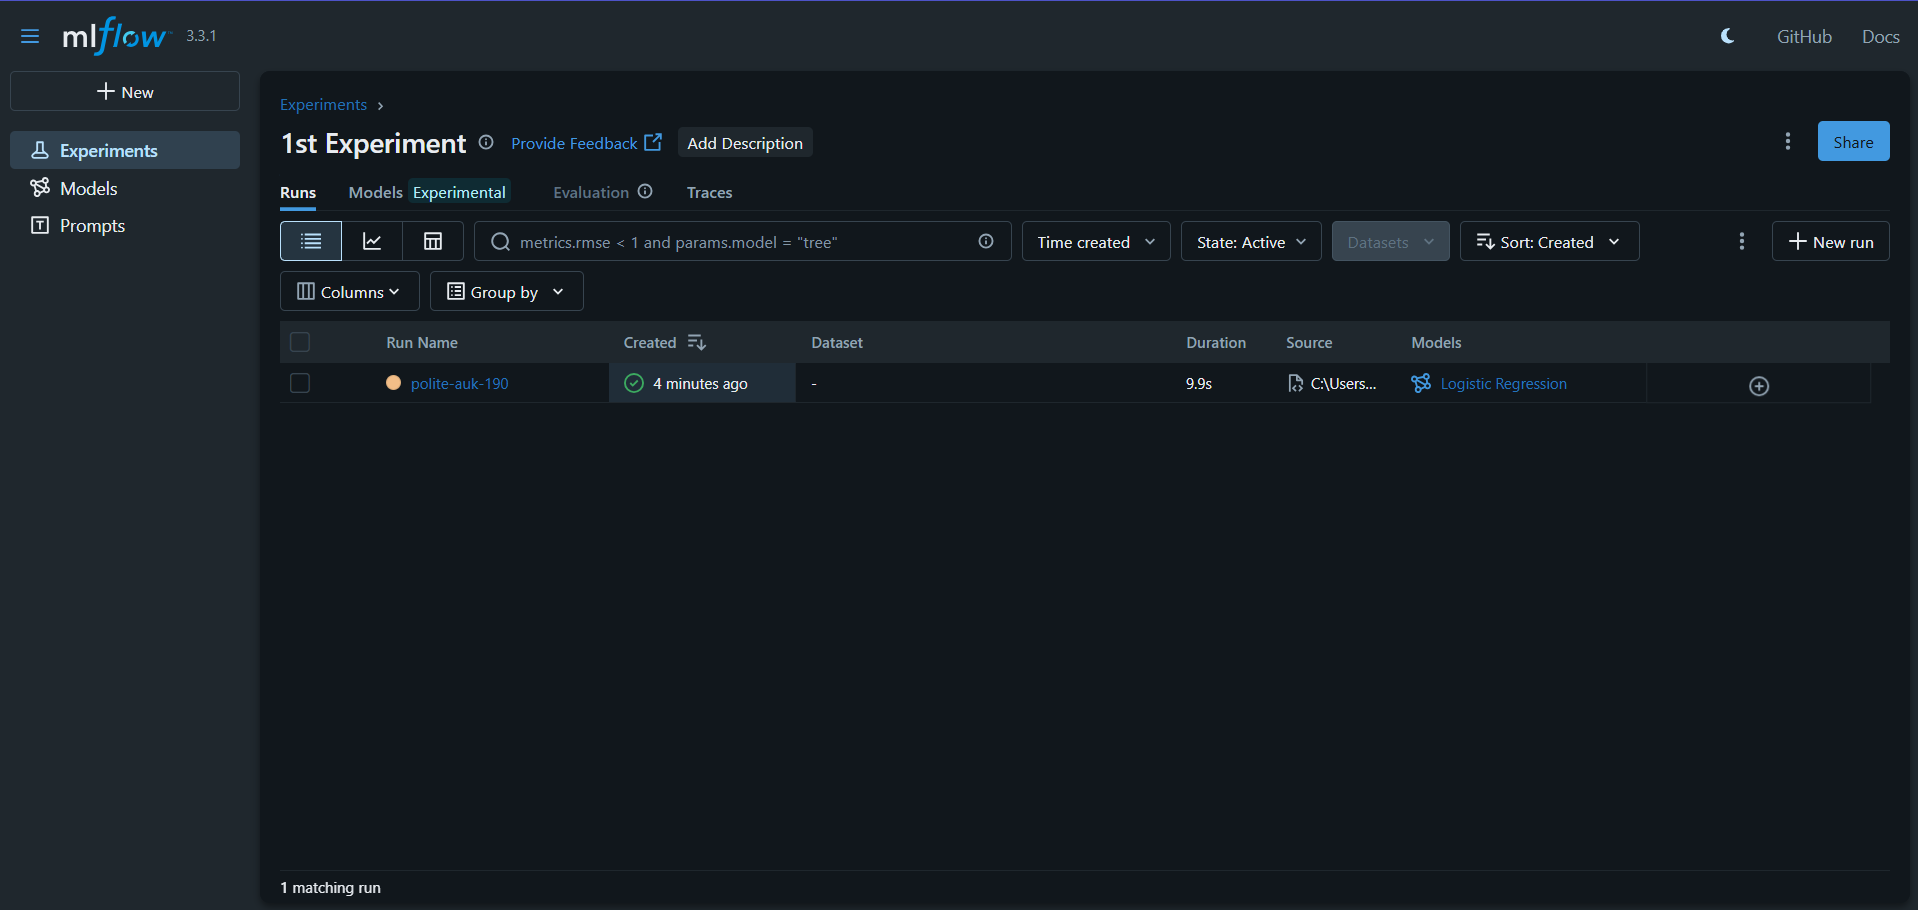 mlflow™ 3.3.1
GitHub Docs
New
Experiments
Models
Prompts
Experiments
1st Experiment Provide Feedback Add Description
Share
Runs Models Experimental Evaluation Traces
metrics.rmse < 1 and params.model = "tree" Time created State: Active Datasets Sort: Created New run
Columns Group by
Run Name Created Dataset Duration Source Models
polite-auk-190 4 minutes ago - 9.9s C:\Users... Logistic Regression
1 matching run